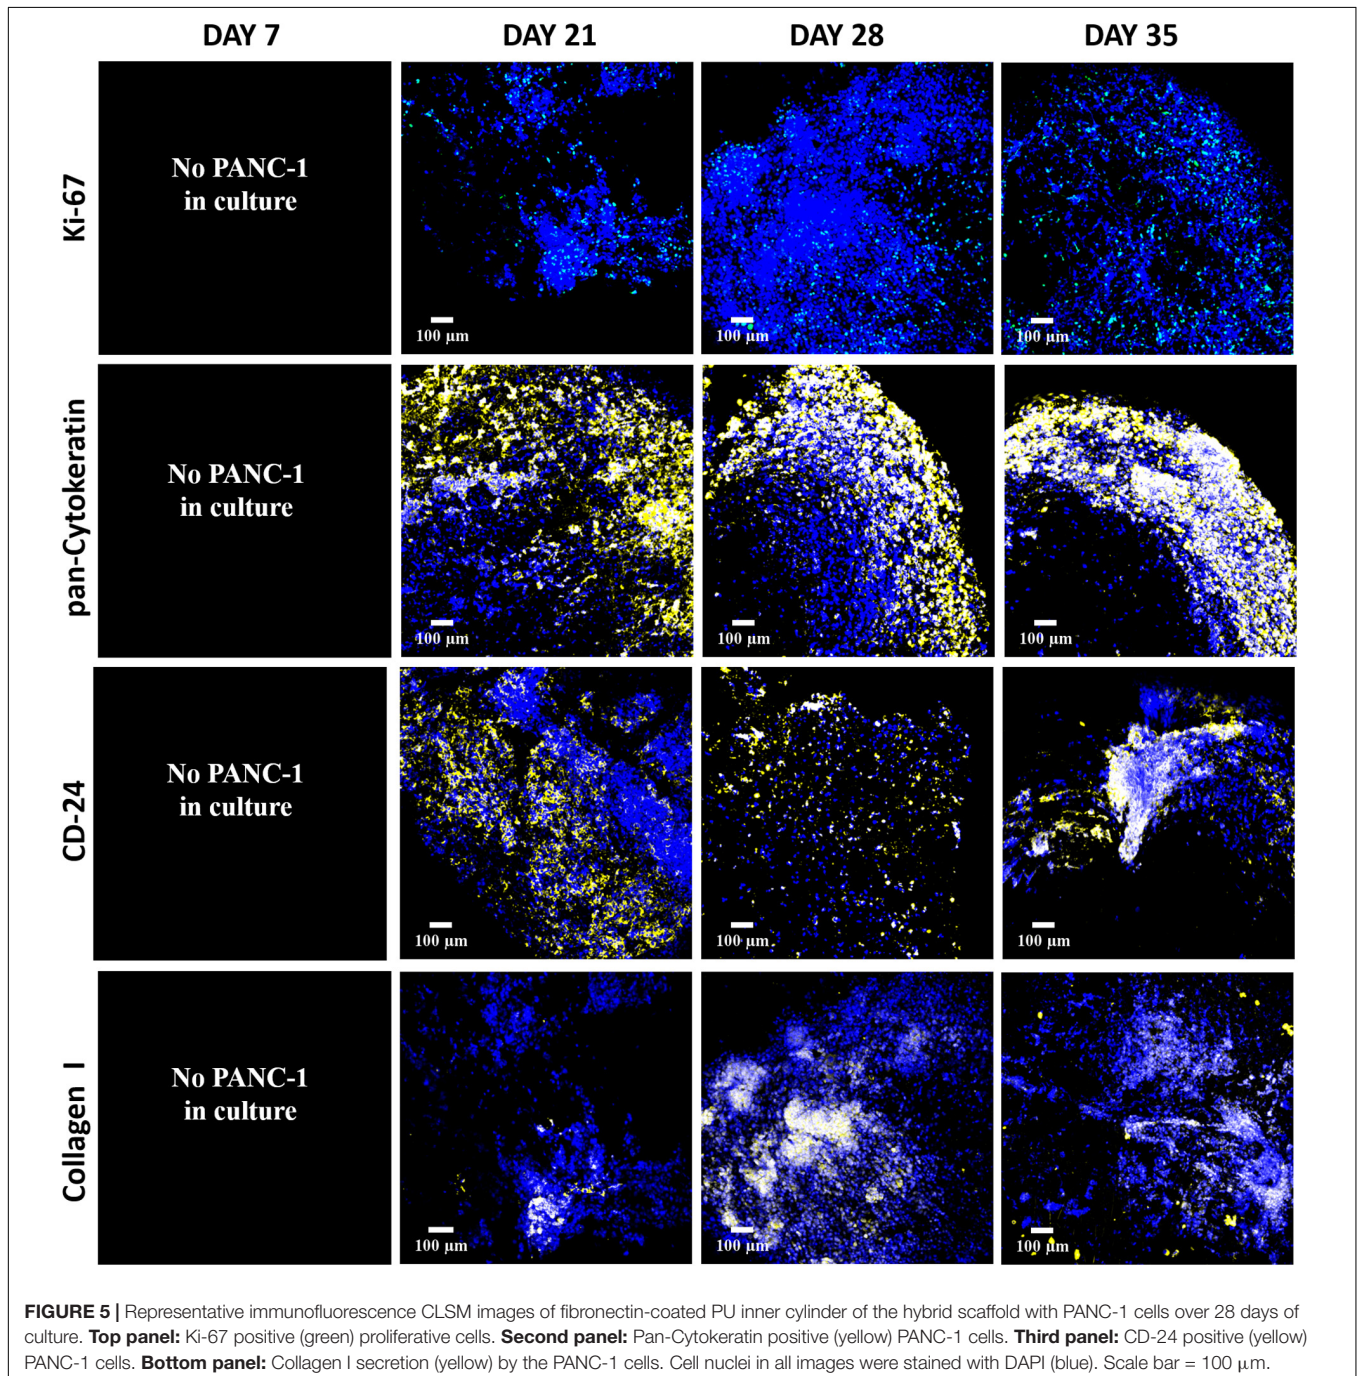 DAY 7 DAY 21 DAY 28 DAY 35
Ki-67
No PANC-1
in culture
100 µm 100 µm 100 µm
pan-Cytokeratin
No PANC-1
in culture
100 µm 100 µm 100 µm
CD-24
No PANC-1
in culture
100 µm 100 µm 100 µm
Collagen I
No PANC-1
in culture
100 µm 100 µm 100 µm
FIGURE 5 | Representative immunofluorescence CLSM images of fibronectin-coated PU inner cylinder of the hybrid scaffold with PANC-1 cells over 28 days of
culture. Top panel: Ki-67 positive (green) proliferative cells. Second panel: Pan-Cytokeratin positive (yellow) PANC-1 cells. Third panel: CD-24 positive (yellow)
PANC-1 cells. Bottom panel: Collagen I secretion (yellow) by the PANC-1 cells. Cell nuclei in all images were stained with DAPI (blue). Scale bar = 100 µm.